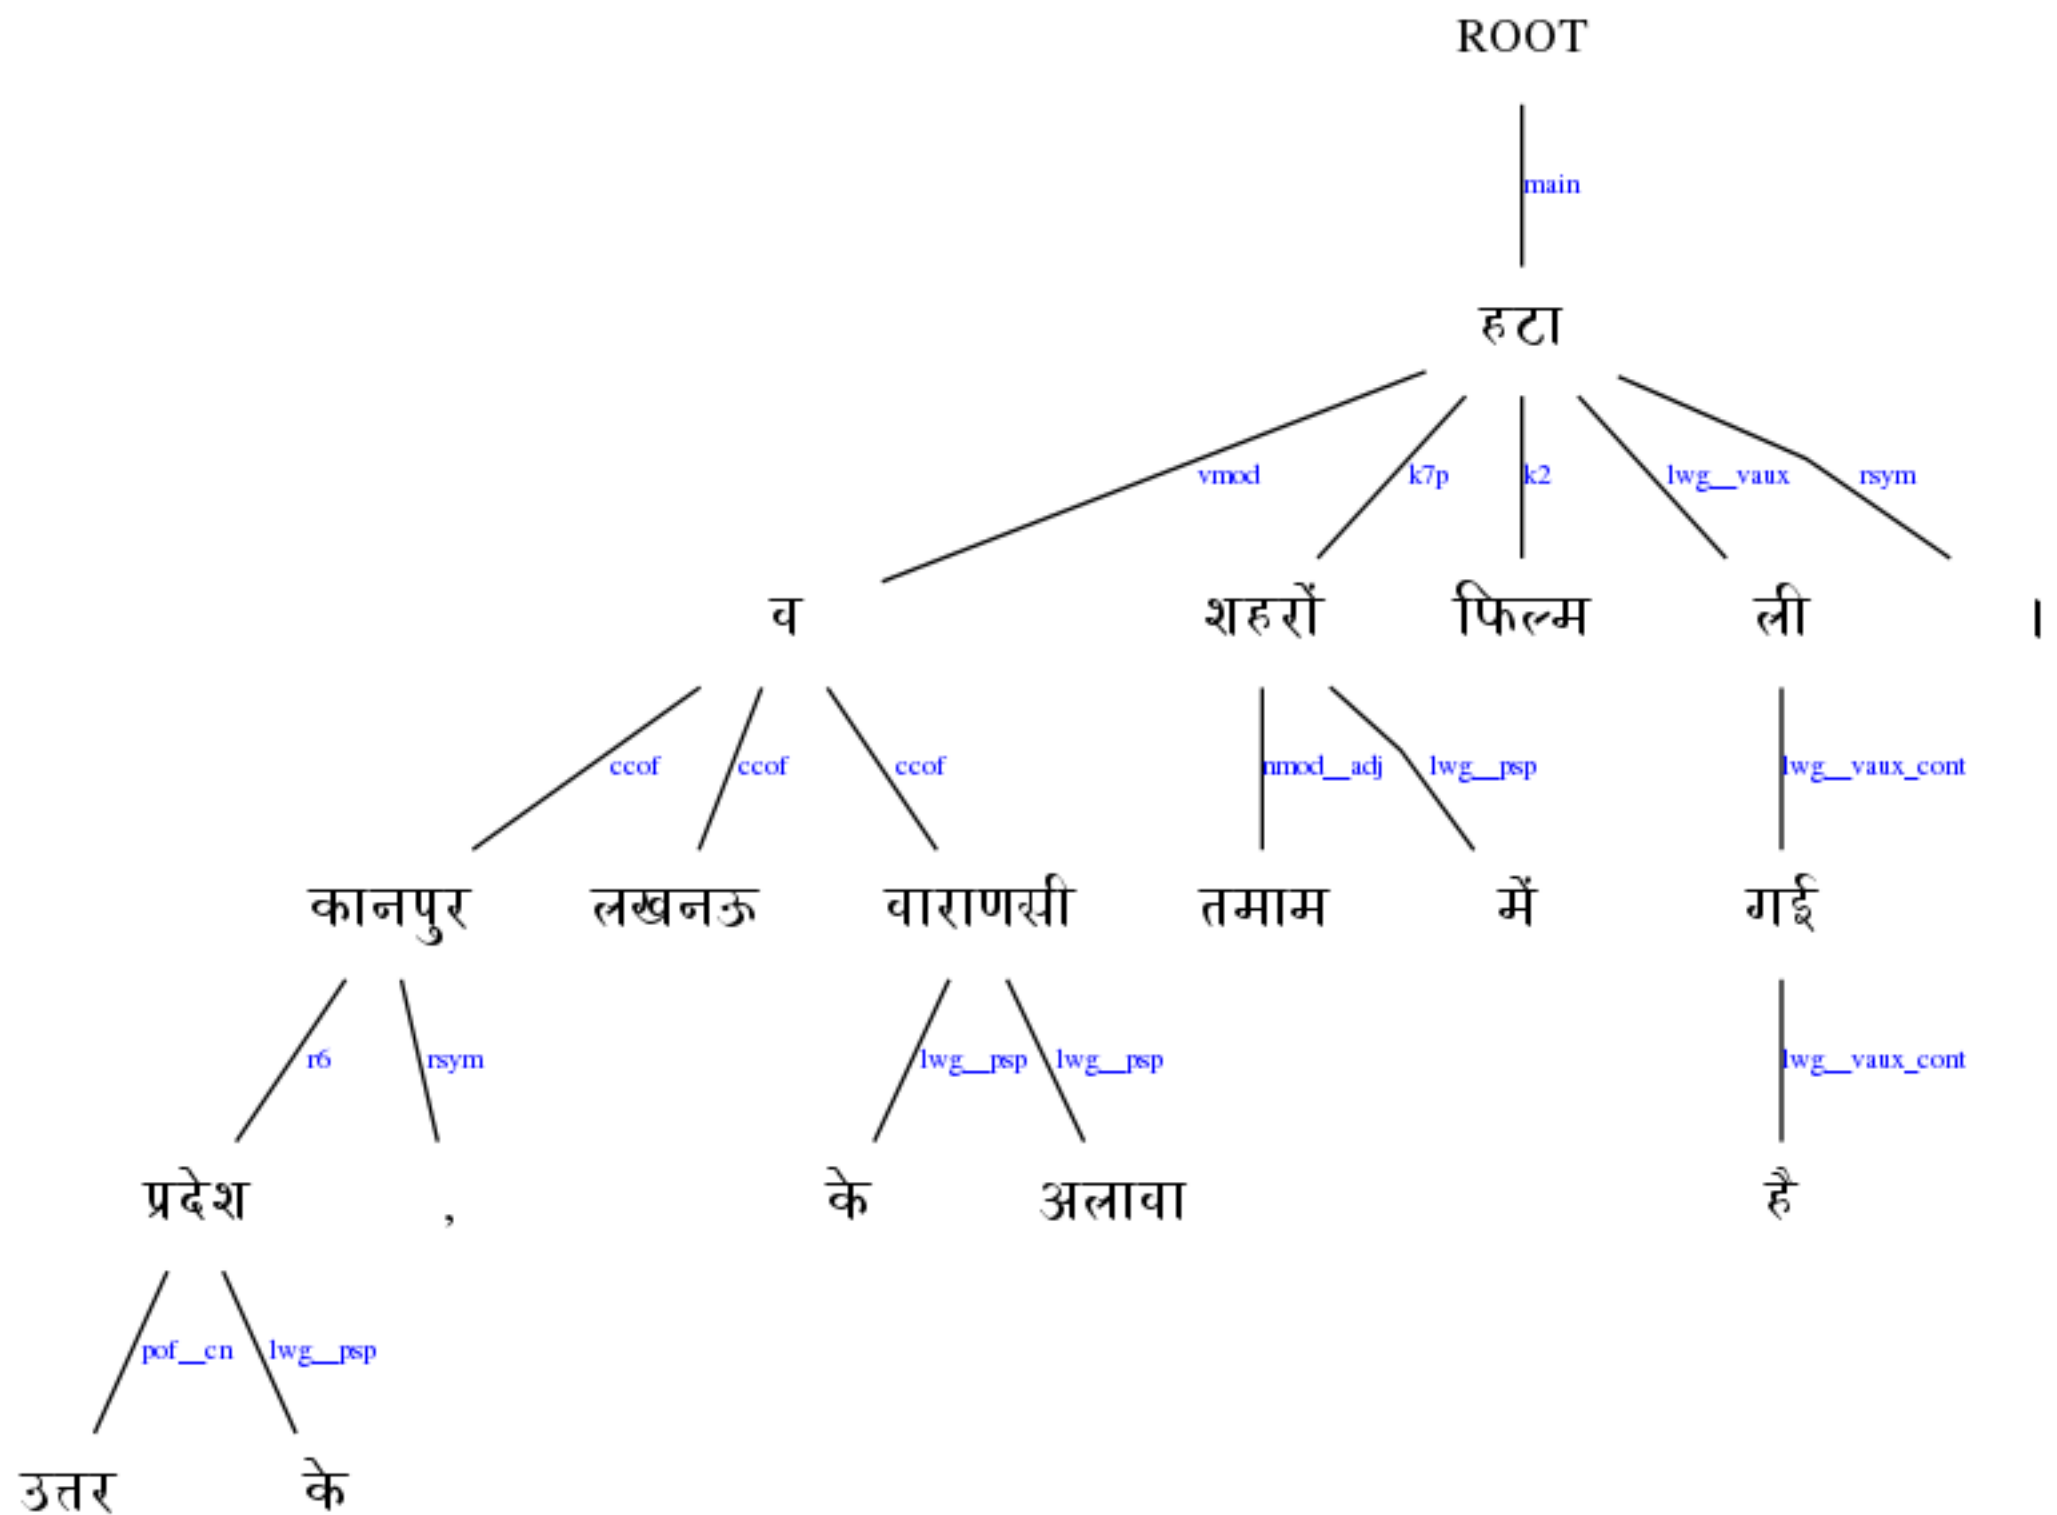 ROOT
main
हटा
vmod k7p k2 lwg__vaux rsym
व शहरों फिल्म ली ।
ccof ccof ccof nmod__adj lwg__psp lwg__vaux_cont
कानपुर लखनऊ वाराणसी तमाम में गई
r6 rsym lwg__psp lwg__psp lwg__vaux_cont
प्रदेश , के अलावा है
pof__cn lwg__psp
उत्तर के